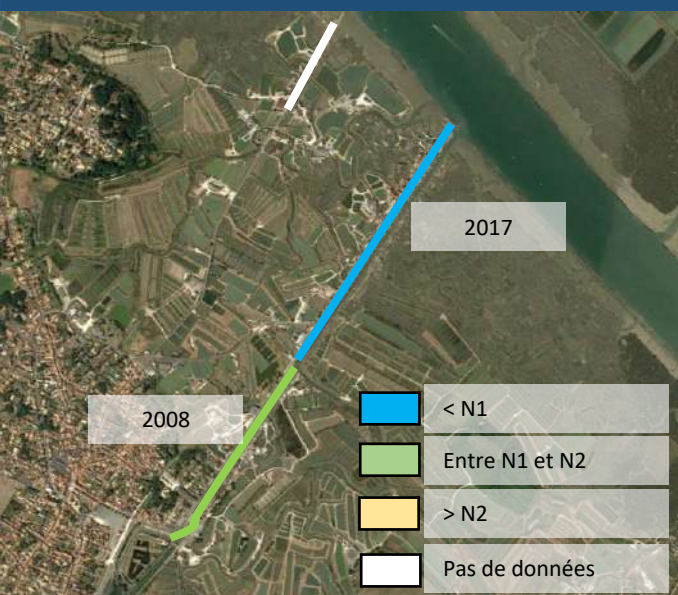 2017
2008
< N1
Entre N1 et N2
> N2
Pas de données